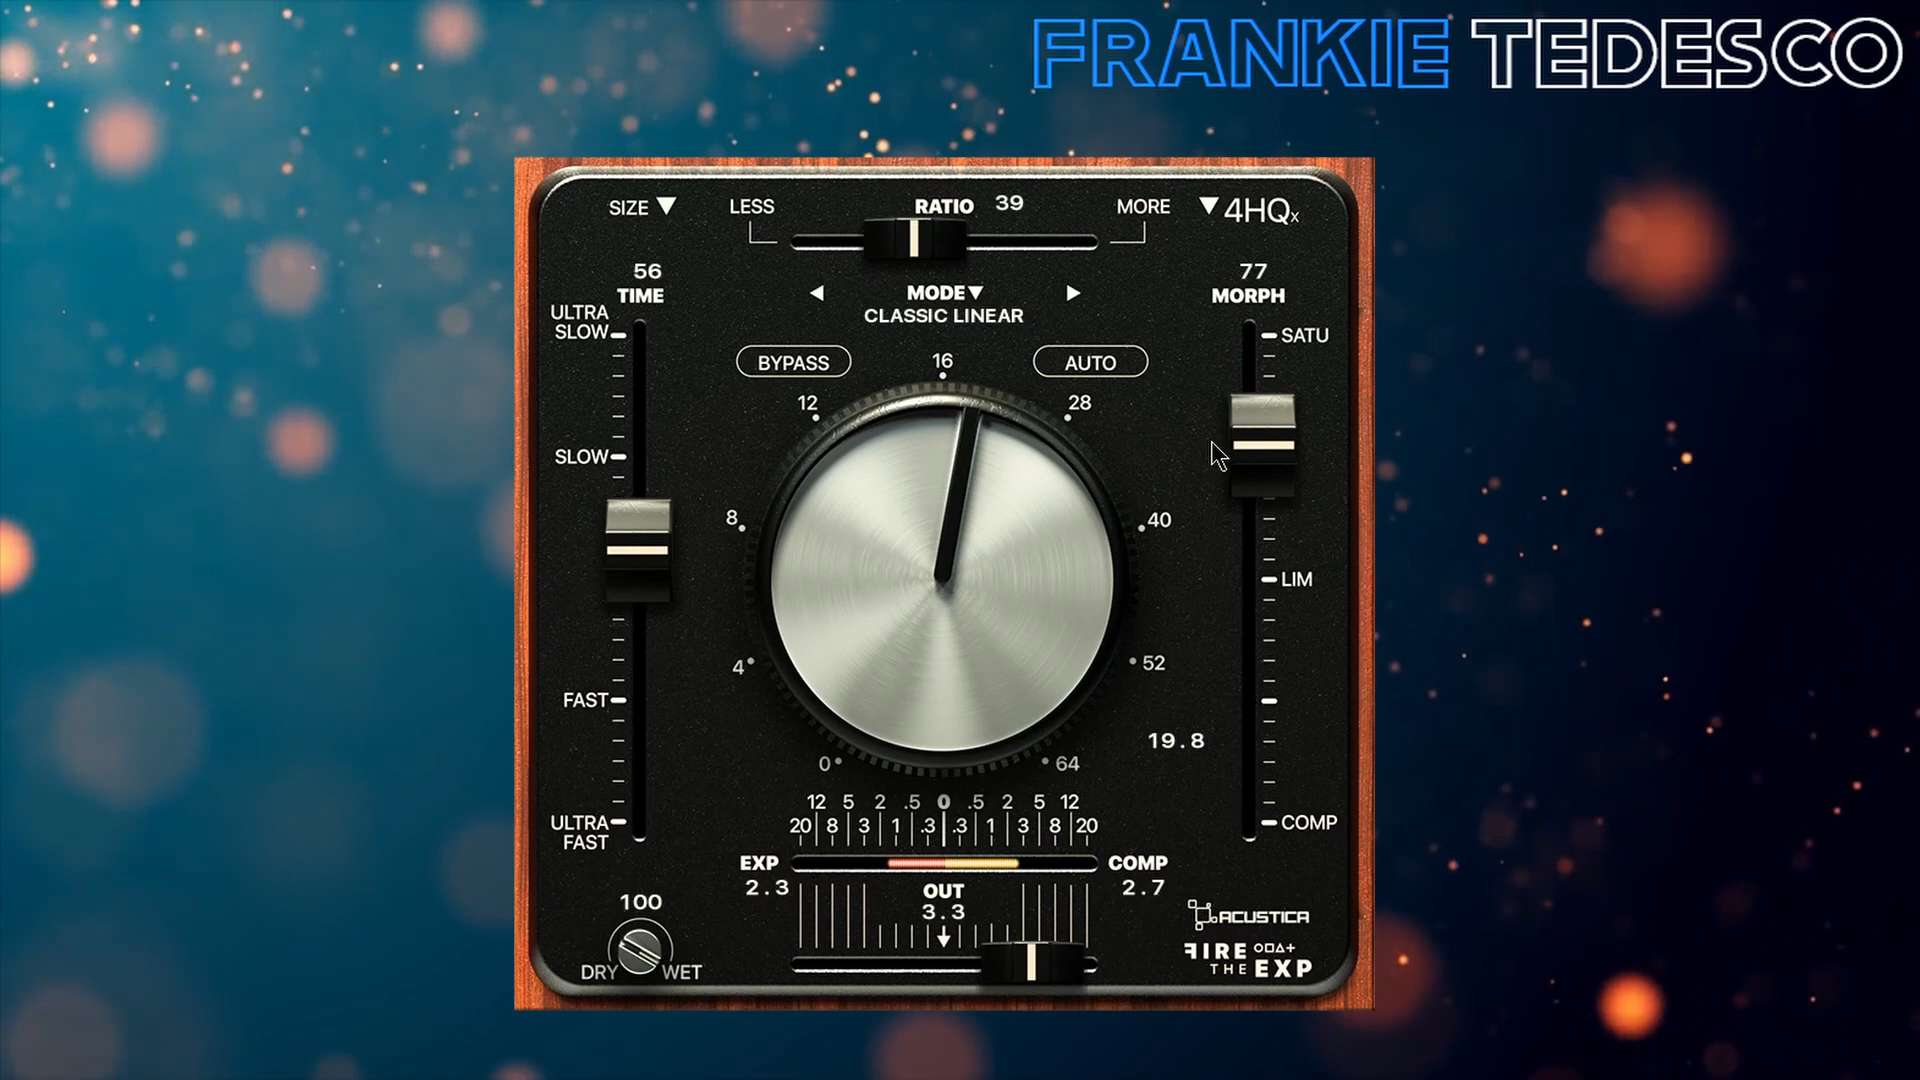 FRANKIE TEDESCO
SIZE ▼
LESS
RATIO 39
MORE
▼ 4HQx
56
TIME
◀ MODE▼ ▶
CLASSIC LINEAR
77
MORPH
ULTRA
SLOW
SLOW
FAST
ULTRA
FAST
BYPASS
AUTO
0
4
8
12
16
28
40
52
64
19.8
SATU
LIM
COMP
12 5 2 .5 0 .5 2 5 12
20 8 3 1 .3 .3 1 3 8 20
EXP
2.3
COMP
2.7
OUT
3.3
100
DRY WET
ACUSTICA
FIRE
THE EXP